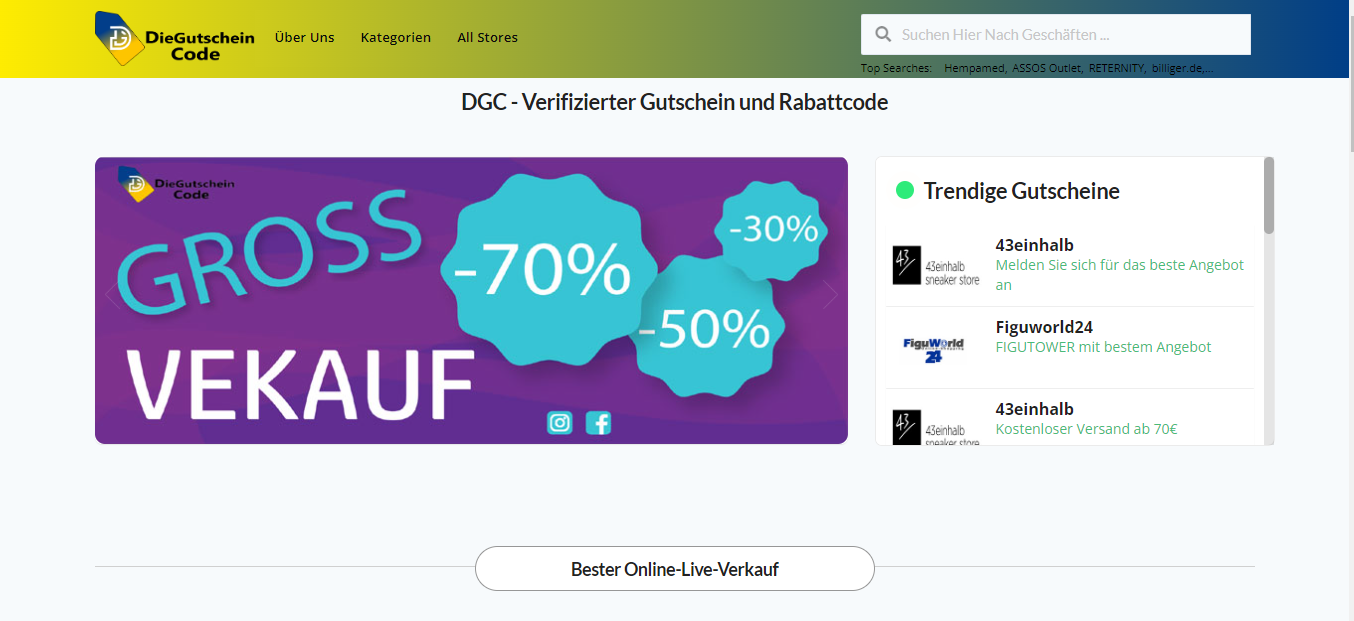 DieGutschein
Code
Über Uns Kategorien All Stores
Suchen Hier Nach Geschäften ...
Top Searches: Hempamed, ASSOS Outlet, RETERNITY, billiger.de,...
DGC - Verifizierter Gutschein und Rabattcode
DieGutschein
Code
GROSS
VEKAUF
-70%
-30%
-50%
Trendige Gutscheine
43einhalb
Melden Sie sich für das beste Angebot
an
43
43einhalb
sneaker store
Figuworld24
FIGUTOWER mit bestem Angebot
FiguWorld
24
43einhalb
Kostenloser Versand ab 70€
43
43einhalb
sneaker store
Bester Online-Live-Verkauf